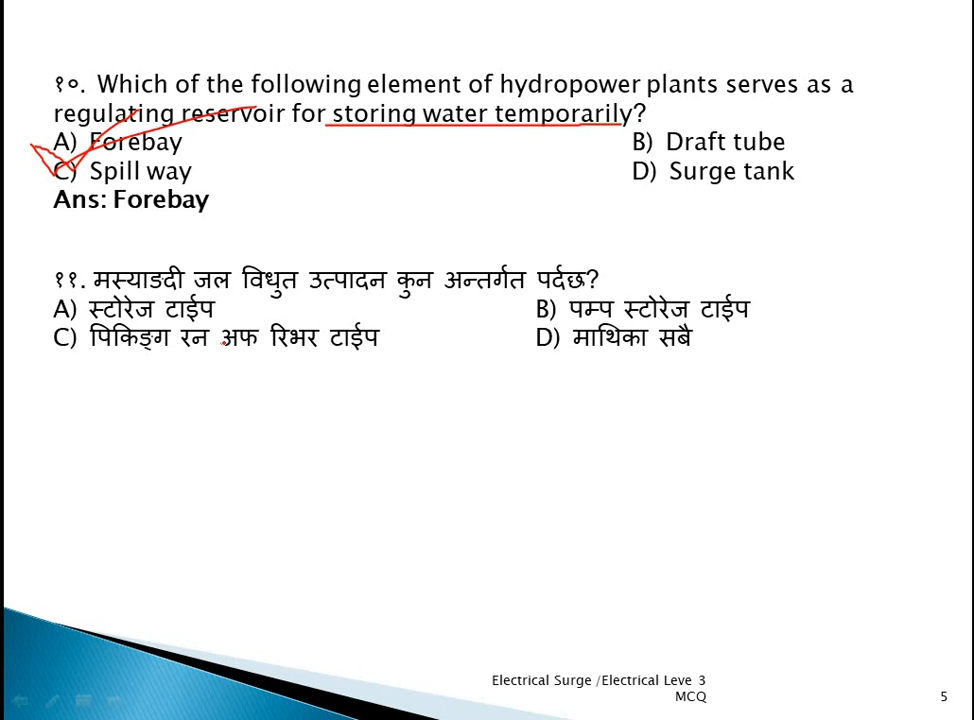 १०. Which of the following element of hydropower plants serves as a
regulating reservoir for storing water temporarily?
A) Forebay B) Draft tube
C) Spill way D) Surge tank
Ans: Forebay
११. मस्याङदी जल विधुत उत्पादन कुन अन्तर्गत पर्दछ?
A) स्टोरेज टाईप B) पम्प स्टोरेज टाईप
C) पिकिङ्ग रन अफ रिभर टाईप D) माथिका सबै
Electrical Surge /Electrical Leve 3
MCQ 5